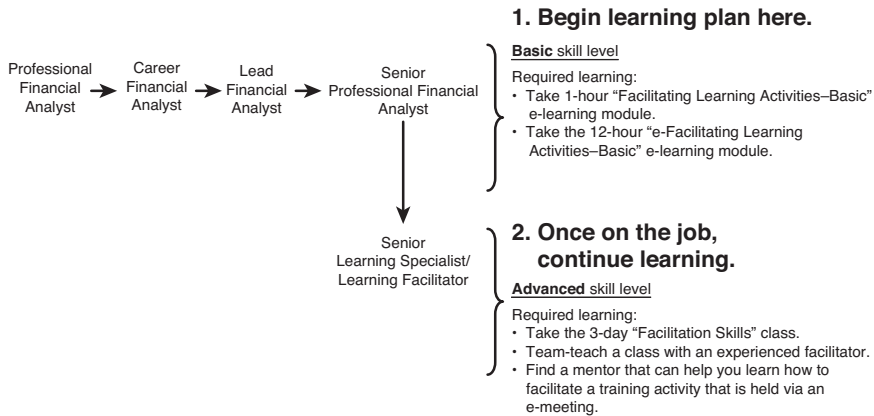 Professional
Financial
Analyst
Career
Financial
Analyst
Lead
Financial
Analyst
Senior
Professional Financial
Analyst
1. Begin learning plan here.
Basic skill level
Required learning:
• Take 1-hour “Facilitating Learning Activities–Basic”
e-learning module.
• Take the 12-hour “e-Facilitating Learning
Activities–Basic” e-learning module.
Senior
Learning Specialist/
Learning Facilitator
2. Once on the job,
continue learning.
Advanced skill level
Required learning:
• Take the 3-day “Facilitation Skills” class.
• Team-teach a class with an experienced facilitator.
• Find a mentor that can help you learn how to
facilitate a training activity that is held via an
e-meeting.